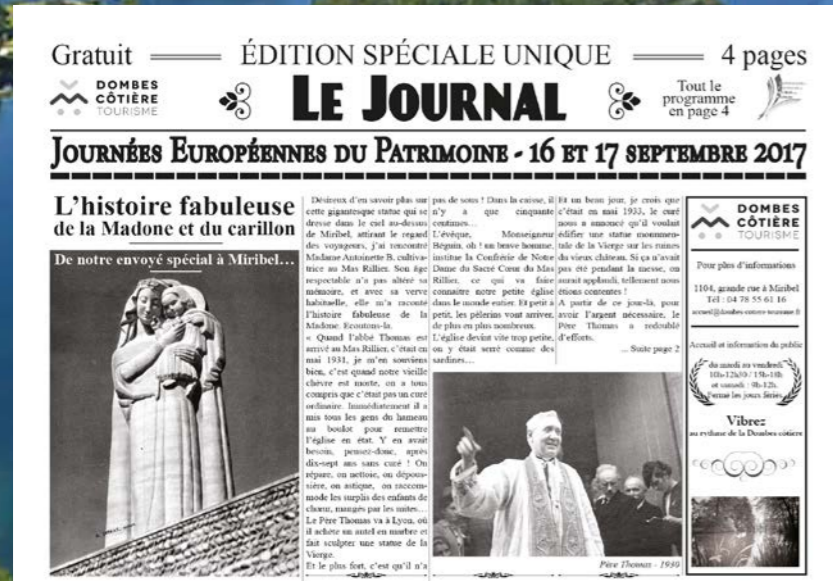 Gratuit
ÉDITION SPÉCIALE UNIQUE
4 pages
DOMBES
CÔTIÈRE
TOURISME
LE JOURNAL
Tout le
programme
en page 4
JOURNÉES EUROPÉENNES DU PATRIMOINE - 16 ET 17 SEPTEMBRE 2017
L'histoire fabuleuse
de la Madone et du carillon
De notre envoyé spécial à Miribel…
Désireux d'en savoir plus sur
cette gigantesque statue qui se
dresse dans le ciel au-dessus
de Miribel, attirant le regard
des voyageurs, j'ai rencontré
Madame Antoinette B. cultiva-
trice au Mas Rillier. Son âge
respectable n'a pas altéré sa
mémoire, et avec sa verve
habituelle, elle m'a raconté
l'histoire fabuleuse de la
Madone. Ecoutons-la.
« Quand l'abbé Thomas est
arrivé au Mas Rillier, c'était en
mai 1931, je m'en souviens
bien, c'est quand notre vieille
chèvre est morte, on a tous
compris que c'était pas un curé
ordinaire. Immédiatement il a
mis tous les gens du hameau
au boulot pour remettre
l'église en état. Y en avait
besoin, pensez-donc, après
dix-sept ans sans curé ! On
répare, on nettoie, on dépous-
sière, on astique, on raccom-
mode les surplis des enfants de
chœur, mangés par les mites…
Le Père Thomas va à Lyon, où
il achète un autel en marbre et
fait sculpter une statue de la
Vierge.
Et le plus fort, c'est qu'il n'a
pas de sous ! Dans la caisse, il
n'y a que cinquante
centimes…
L'évêque, Monseigneur
Béguin, oh ! un brave homme,
institue la Confrérie de Notre
Dame du Sacré Cœur du Mas
Rillier, ce qui va faire
connaitre notre petite église
dans le monde entier. Et petit à
petit, les pèlerins vont arriver,
de plus en plus nombreux.
L'église devint vite trop petite,
on y était serré comme des
sardines…
Et un beau jour, je crois que
c'était en mai 1933, le curé
nous a annoncé qu'il voulait
édifier une statue monumen-
tale de la Vierge sur les ruines
du vieux château. Si ça n'avait
pas été pendant la messe, on
aurait applaudi, tellement nous
étions contentes !
A partir de ce jour-là, pour
avoir l'argent nécessaire, le
Père Thomas a redoublé
d'efforts.
... Suite page 2
Père Thomas - 1930
DOMBES
CÔTIÈRE
TOURISME
Pour plus d'informations
1104, grande rue à Miribel
Tél : 04 78 55 61 16
accueil@dombes-cotiere-tourisme.fr
Accueil et information du public
du mardi au vendredi
10h-12h30 / 15h-18h
et samedi : 9h-12h.
Fermé les jours fériés
Vibrez
au rythme de la Dombes côtière